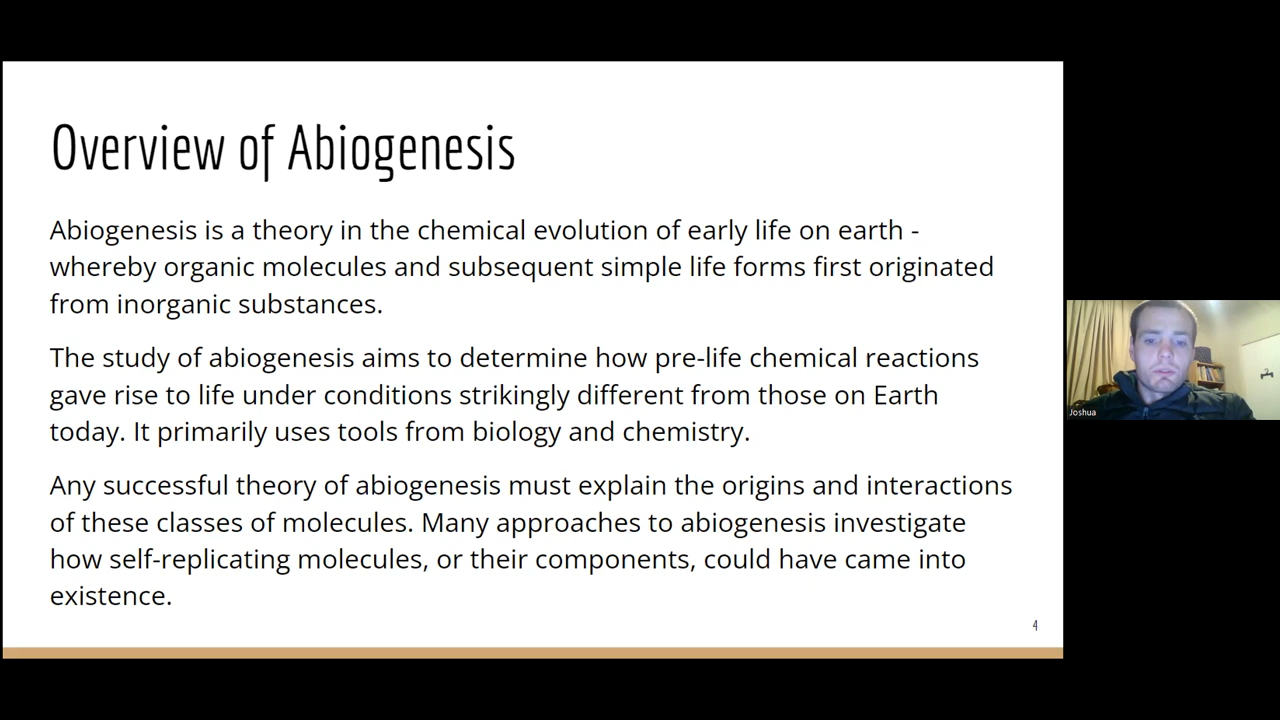 Overview of Abiogenesis
Abiogenesis is a theory in the chemical evolution of early life on earth -
whereby organic molecules and subsequent simple life forms first originated
from inorganic substances.
The study of abiogenesis aims to determine how pre-life chemical reactions
gave rise to life under conditions strikingly different from those on Earth
today. It primarily uses tools from biology and chemistry.
Any successful theory of abiogenesis must explain the origins and interactions
of these classes of molecules. Many approaches to abiogenesis investigate
how self-replicating molecules, or their components, could have came into
existence.
4
Joshua